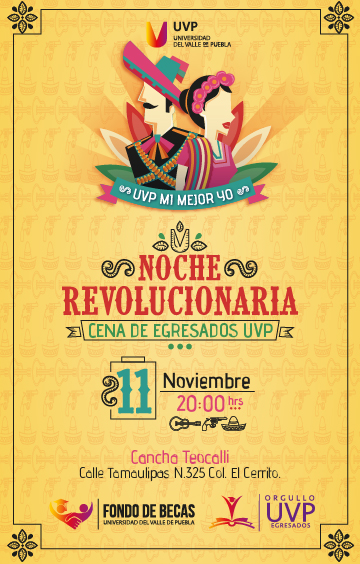 UVP
UNIVERSIDAD
DEL VALLE DE PUEBLA
UVP MI MEJOR YO
NOCHE
REVOLUCIONARIA
CENA DE EGRESADOS UVP
11 Noviembre
20:00 hrs
Cancha Teocalli
Calle Tamaulipas N.325 Col. El Cerrito.
FONDO DE BECAS
UNIVERSIDAD DEL VALLE DE PUEBLA
ORGULLO
UVP
EGRESADOS